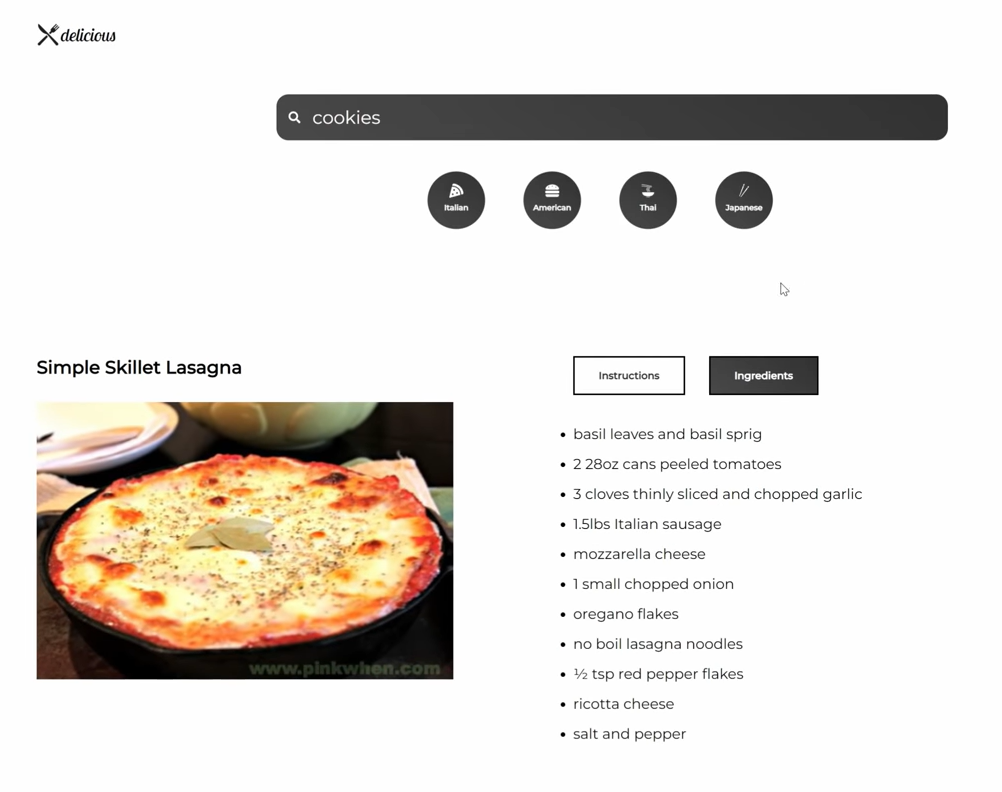 delicious
cookies
Italian
American
Thai
Japanese
Simple Skillet Lasagna
Instructions
Ingredients
www.pinkwhen.com
basil leaves and basil sprig
2 28oz cans peeled tomatoes
3 cloves thinly sliced and chopped garlic
1.5lbs Italian sausage
mozzarella cheese
1 small chopped onion
oregano flakes
no boil lasagna noodles
½ tsp red pepper flakes
ricotta cheese
salt and pepper